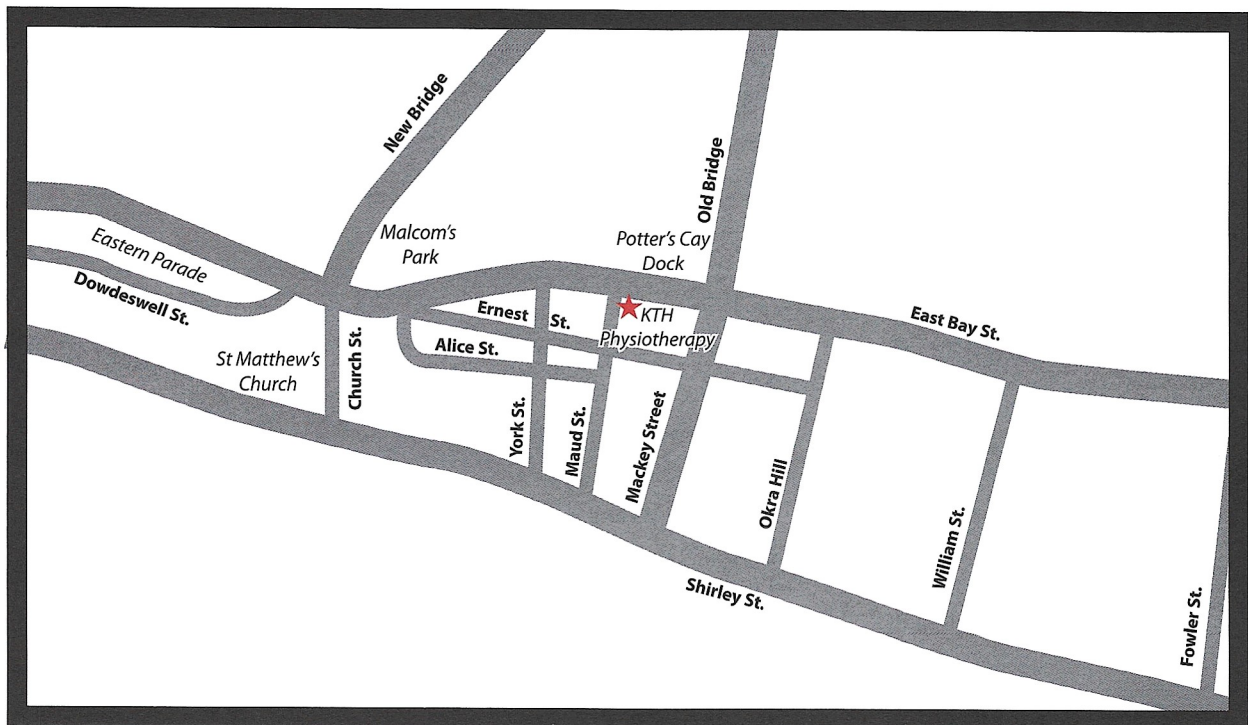 New Bridge
Old Bridge
Malcom's
Park
Potter's Cay
Dock
Eastern Parade
Dowdeswell St.
Ernest St.
KTH
Physiotherapy
East Bay St.
Alice St.
St Matthew's
Church
Church St.
York St.
Maud St.
Mackey Street
Okra Hill
William St.
Shirley St.
Fowler St.